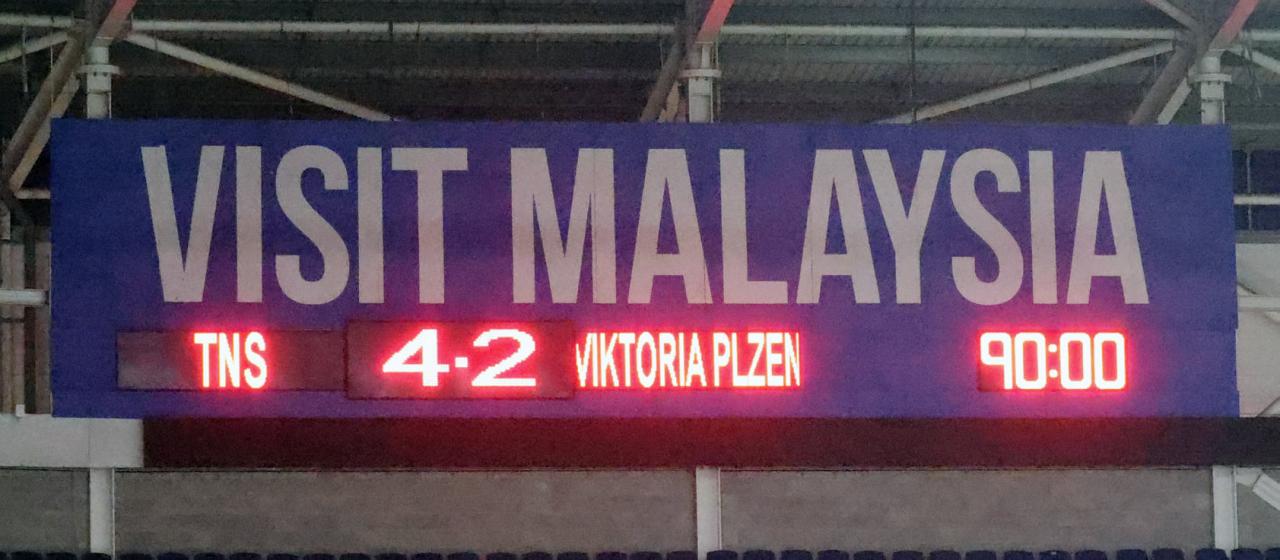 VISIT MALAYSIA
TNS 4-2 VIKTORIA PLZEN 90:00